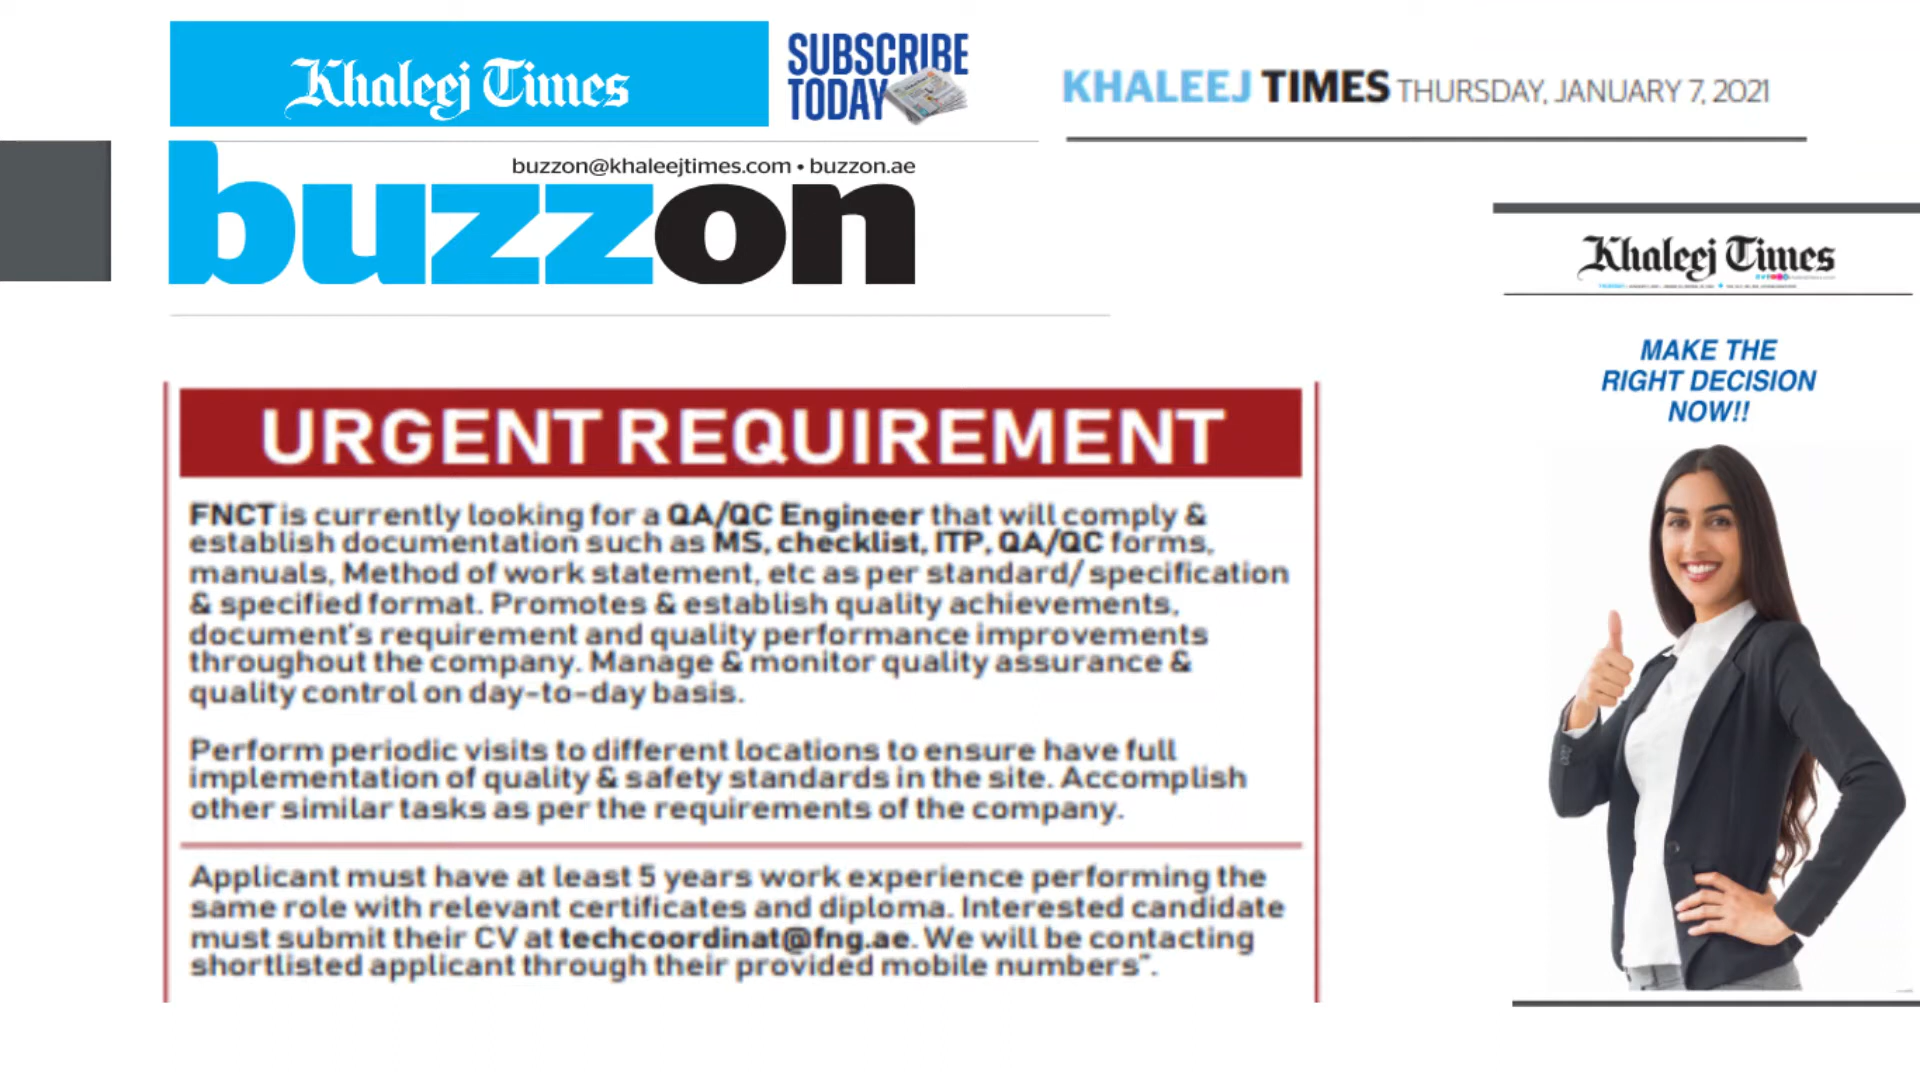 Khaleej Times
SUBSCRIBE
TODAY
KHALEEJ TIMES THURSDAY, JANUARY 7, 2021
buzzon@khaleejtimes.com • buzzon.ae
buzzon
Khaleej Times
MAKE THE
RIGHT DECISION
NOW!!
URGENT REQUIREMENT
FNCT is currently looking for a QA/QC Engineer that will comply &
establish documentation such as MS, checklist, ITP, QA/QC forms,
manuals, Method of work statement, etc as per standard/ specification
& specified format. Promotes & establish quality achievements,
document's requirement and quality performance improvements
throughout the company. Manage & monitor quality assurance &
quality control on day-to-day basis.
Perform periodic visits to different locations to ensure have full
implementation of quality & safety standards in the site. Accomplish
other similar tasks as per the requirements of the company.
Applicant must have at least 5 years work experience performing the
same role with relevant certificates and diploma. Interested candidate
must submit their CV at techcoordinat@fng.ae. We will be contacting
shortlisted applicant through their provided mobile numbers".